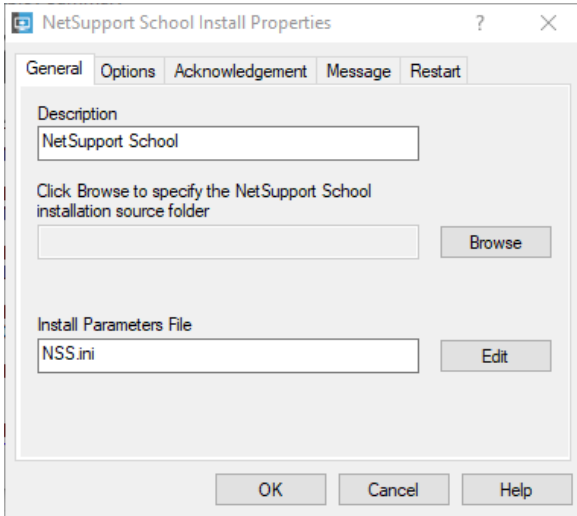 NetSupport School Install Properties ?
General Options Acknowledgement Message Restart
Description
NetSupport School
Click Browse to specify the NetSupport School
installation source folder
Browse
Install Parameters File
NSS.ini
Edit
OK Cancel Help